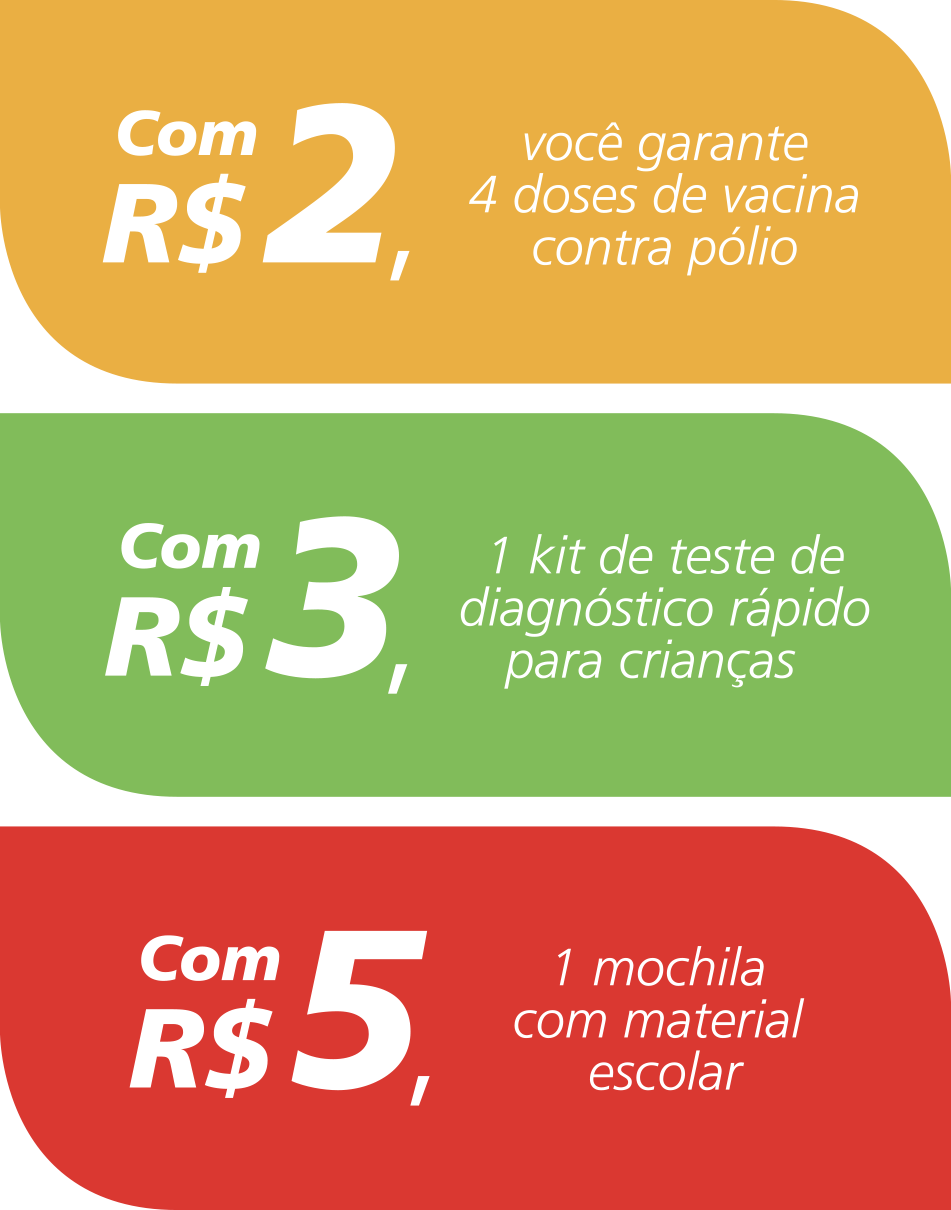 Com
R$ 2,
você garante
4 doses de vacina
contra pólio
Com
R$ 3,
1 kit de teste de
diagnóstico rápido
para crianças
Com
R$ 5,
1 mochila
com material
escolar